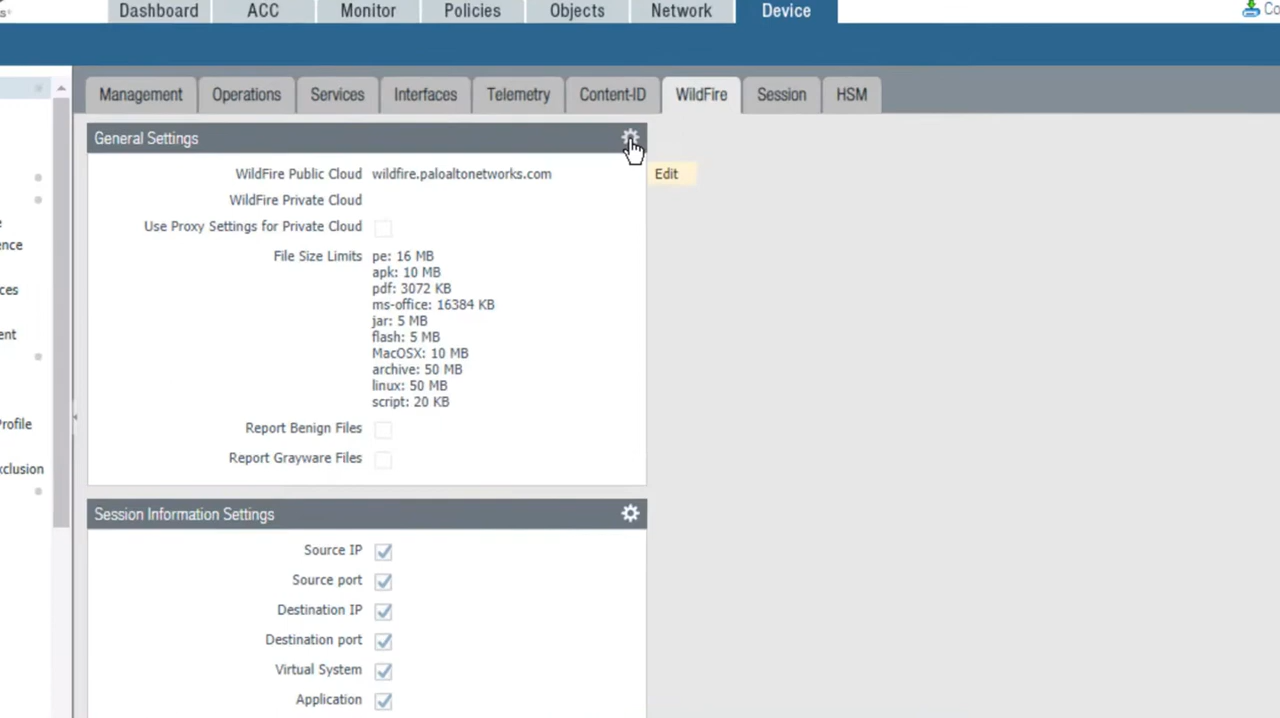 Dashboard ACC Monitor Policies Objects Network Device Co
Management Operations Services Interfaces Telemetry Content-ID WildFire Session HSM
General Settings
Edit
WildFire Public Cloud wildfire.paloaltonetworks.com
WildFire Private Cloud
Use Proxy Settings for Private Cloud
File Size Limits pe: 16 MB
apk: 10 MB
pdf: 3072 KB
ms-office: 16384 KB
jar: 5 MB
flash: 5 MB
MacOSX: 10 MB
archive: 50 MB
linux: 50 MB
script: 20 KB
Report Benign Files
Report Grayware Files
Session Information Settings
Source IP
Source port
Destination IP
Destination port
Virtual System
Application
e
ence
ces
ent
Profile
xclusion